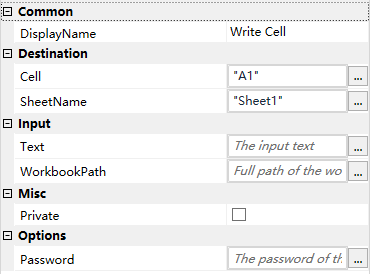 Common
DisplayName Write Cell
Destination
Cell "A1" ...
SheetName "Sheet1" ...
Input
Text The input text ...
WorkbookPath Full path of the wo ...
Misc
Private
Options
Password The password of th ...